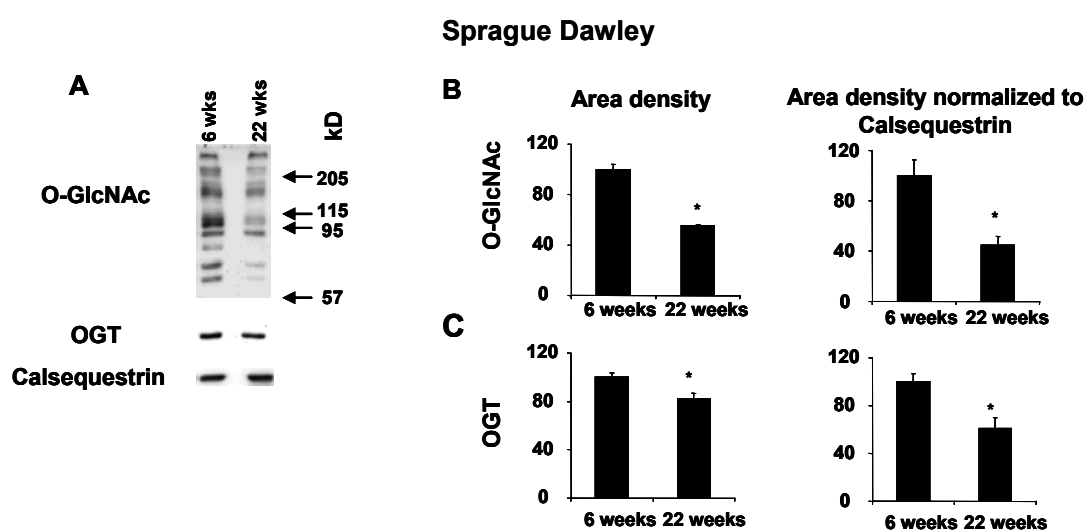 Sprague Dawley
A
6 wks
22 wks
kD
O-GlcNAc
205
115
95
57
OGT
Calsequestrin
B
Area density
Area density normalized to
Calsequestrin
O-GlcNAc
120
80
40
0
*
6 weeks 22 weeks
120
80
40
0
*
6 weeks 22 weeks
C
OGT
120
80
40
0
*
6 weeks 22 weeks
120
80
40
0
*
6 weeks 22 weeks